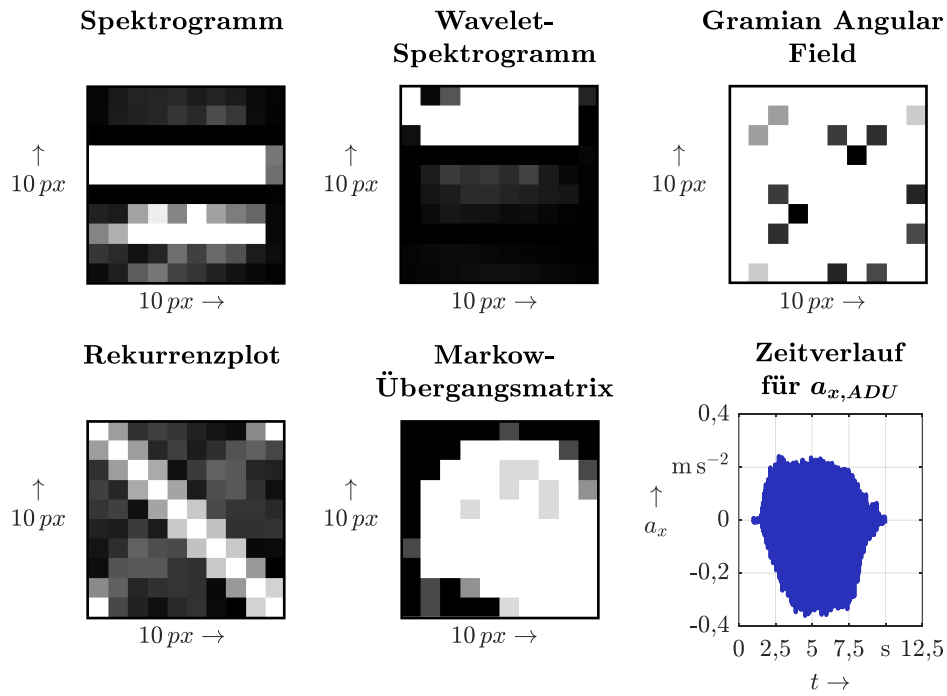 Spektrogramm
↑
10 px
10 px →
Wavelet-
Spektrogramm
↑
10 px
10 px →
Gramian Angular
Field
↑
10 px
10 px →
Rekurrenzplot
↑
10 px
10 px →
Markow-
Übergangsmatrix
↑
10 px
10 px →
Zeitverlauf
für a_{x,ADU}
0,4
m s⁻²
↑
a_x
0
-0,2
-0,4
0 2,5 5 7,5 s 12,5
t →